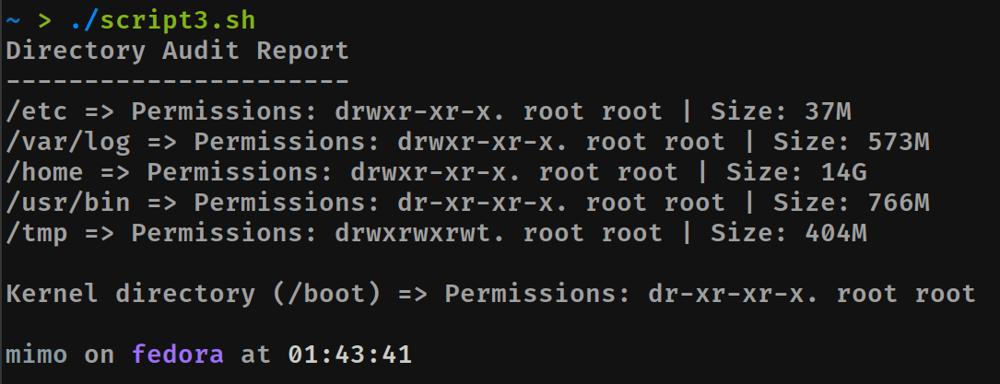 ~ > ./script3.sh
Directory Audit Report
----------------------
/etc => Permissions: drwxr-xr-x. root root | Size: 37M
/var/log => Permissions: drwxr-xr-x. root root | Size: 573M
/home => Permissions: drwxr-xr-x. root root | Size: 14G
/usr/bin => Permissions: dr-xr-xr-x. root root | Size: 766M
/tmp => Permissions: drwxrwxrwt. root root | Size: 404M
Kernel directory (/boot) => Permissions: dr-xr-xr-x. root root
mimo on fedora at 01:43:41